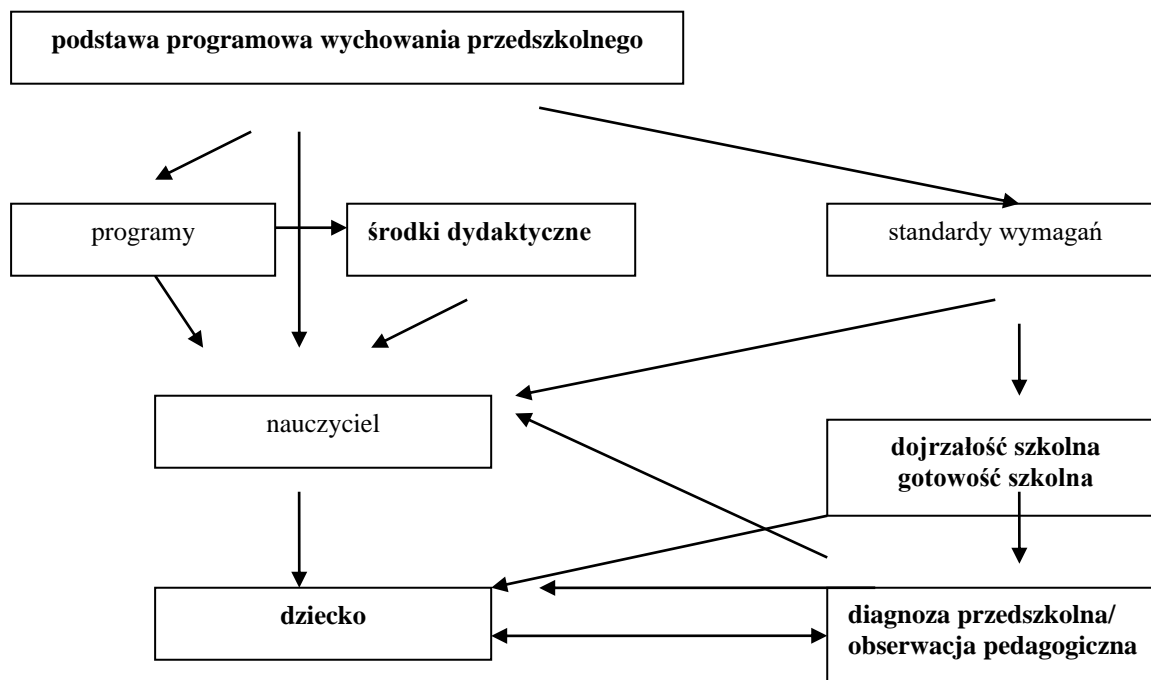 podstawa programowa wychowania przedszkolnego
programy
środki dydaktyczne
standardy wymagań
nauczyciel
dojrzałość szkolna
gotowość szkolna
dziecko
diagnoza przedszkolna/
obserwacja pedagogiczna